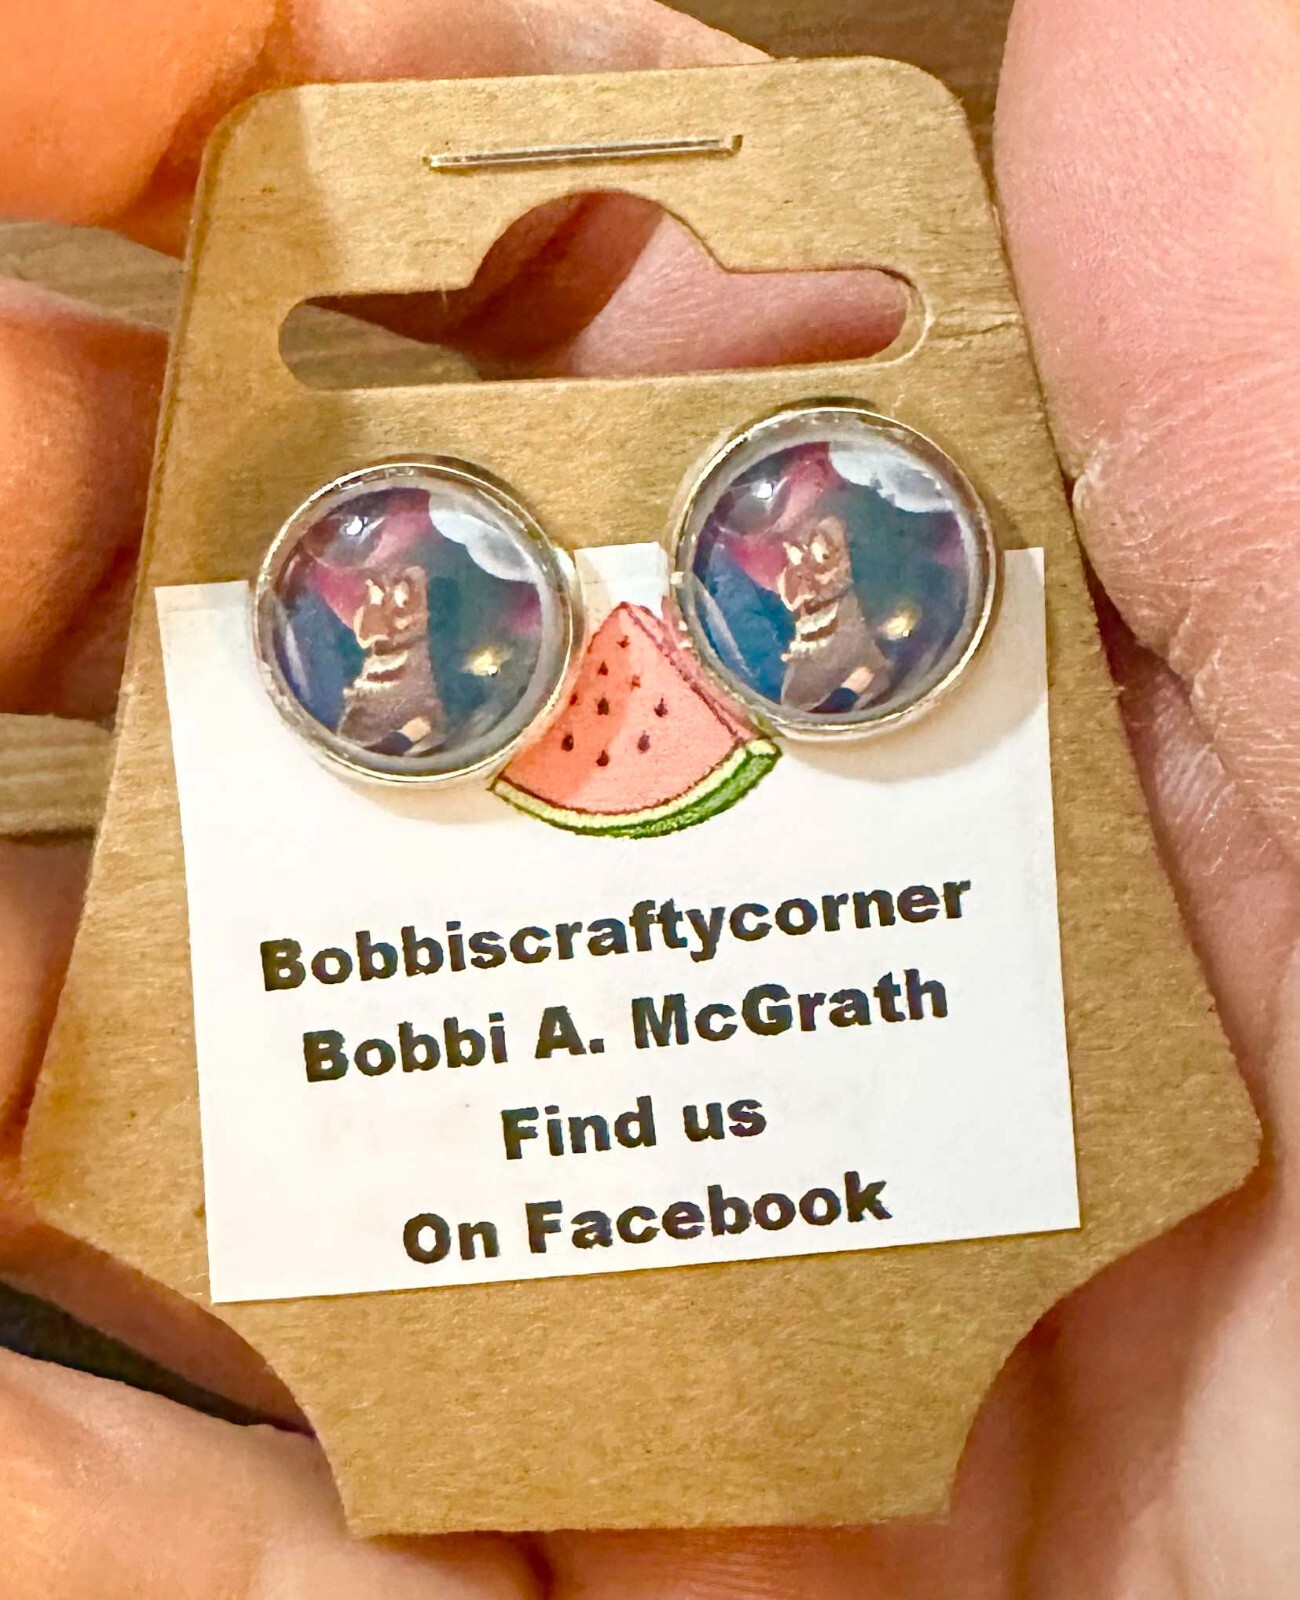 Bobbiscraftycorner
Bobbi A. McGrath
Find us
On Facebook